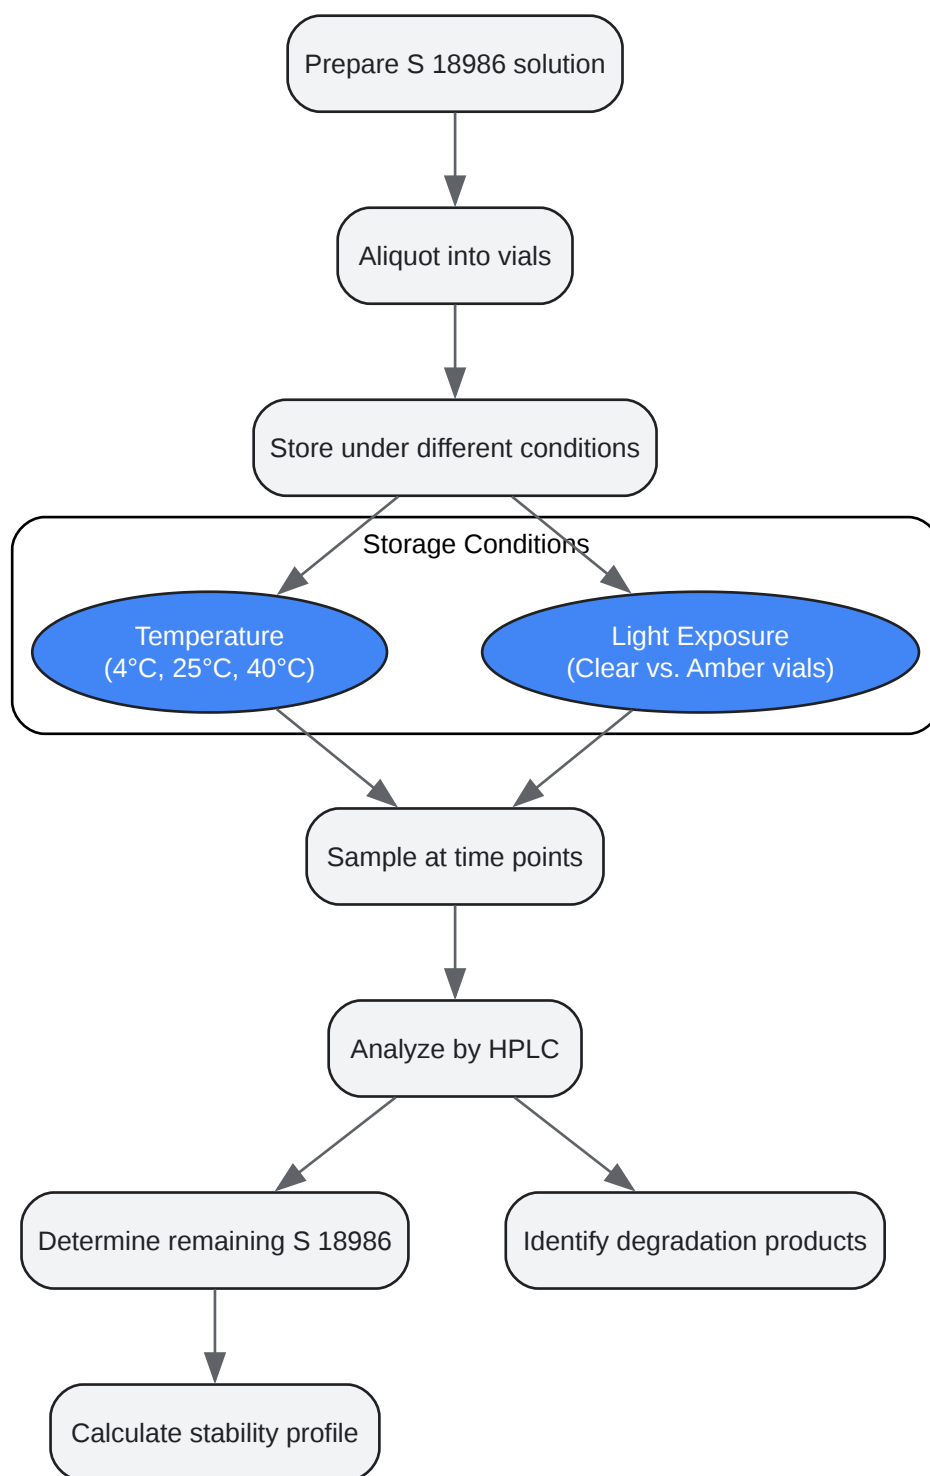 Prepare S 18986 solution
Aliquot into vials
Store under different conditions
Storage Conditions
Temperature
(4°C, 25°C, 40°C)
Light Exposure
(Clear vs. Amber vials)
Sample at time points
Analyze by HPLC
Determine remaining S 18986
Identify degradation products
Calculate stability profile